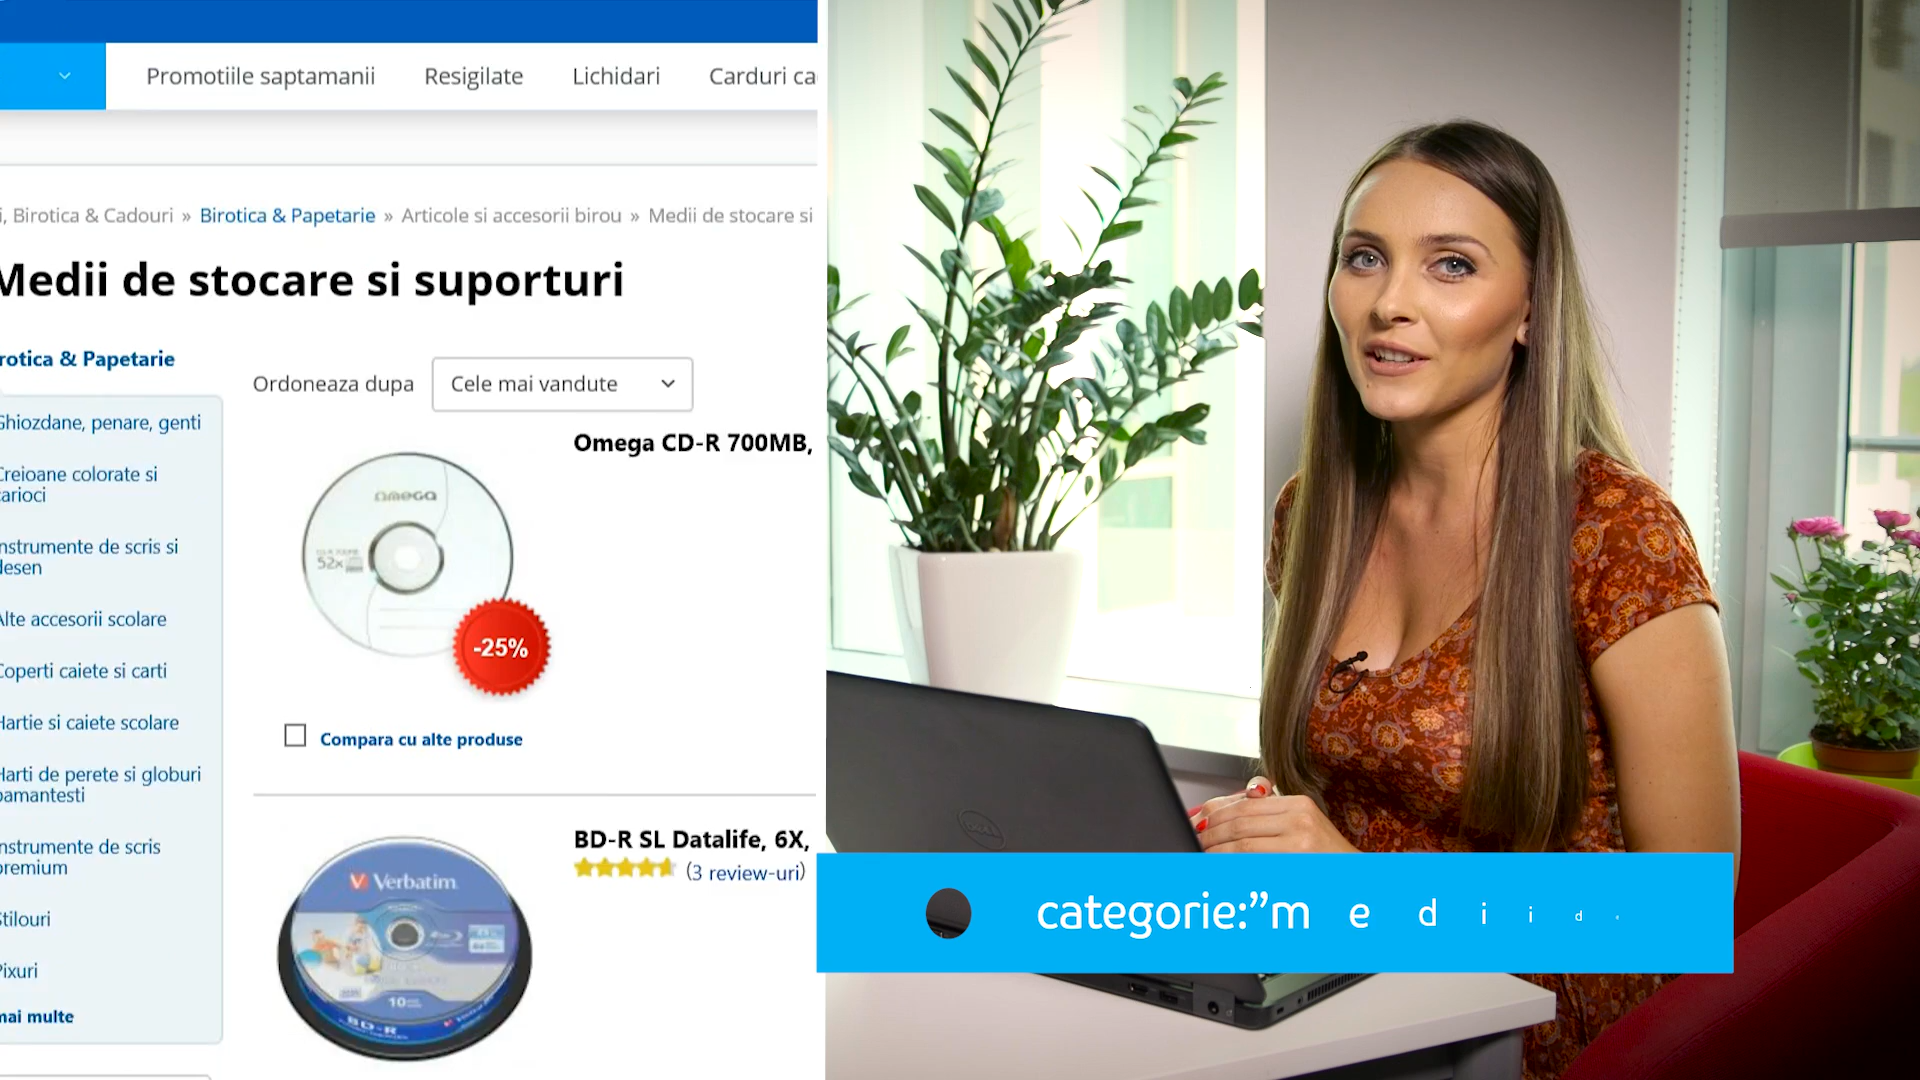 Promotiile saptamanii Resigilate Lichidari Carduri
Birotica & Cadouri » Birotica & Papetarie » Articole si accesorii birou » Medii de stocare si
Medii de stocare si suporturi
rotica & Papetarie
Ghiozdane, penare, genti
Creioane colorate si
carioci
nstrumente de scris si
desen
Alte accesorii scolare
Coperti caiete si carti
Hartie si caiete scolare
Harti de perete si globuri
pamantesti
nstrumente de scris
premium
Stilouri
Pixuri
mai multe
Ordoneaza dupa Cele mai vandute
Omega CD-R 700MB,
OMEGA
52x
-25%
Compara cu alte produse
BD-R SL Datalife, 6X,
(3 review-uri)
Verbatim
10
BD-R
DELL
categorie:”m e d i i d